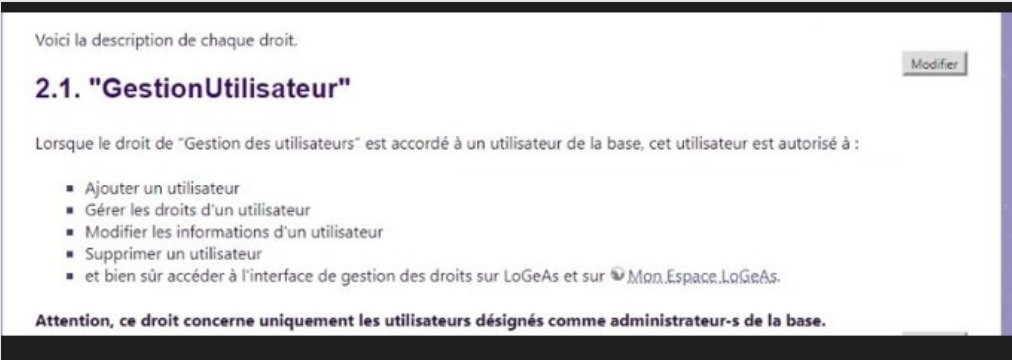 Voici la description de chaque droit.
Modifier
2.1. "GestionUtilisateur"
Lorsque le droit de "Gestion des utilisateurs" est accordé à un utilisateur de la base, cet utilisateur est autorisé à :
Ajouter un utilisateur
Gérer les droits d'un utilisateur
Modifier les informations d'un utilisateur
Supprimer un utilisateur
et bien sûr accéder à l'interface de gestion des droits sur LoGeAs et sur Mon Espace LoGeAs.
Attention, ce droit concerne uniquement les utilisateurs désignés comme administrateur-s de la base.